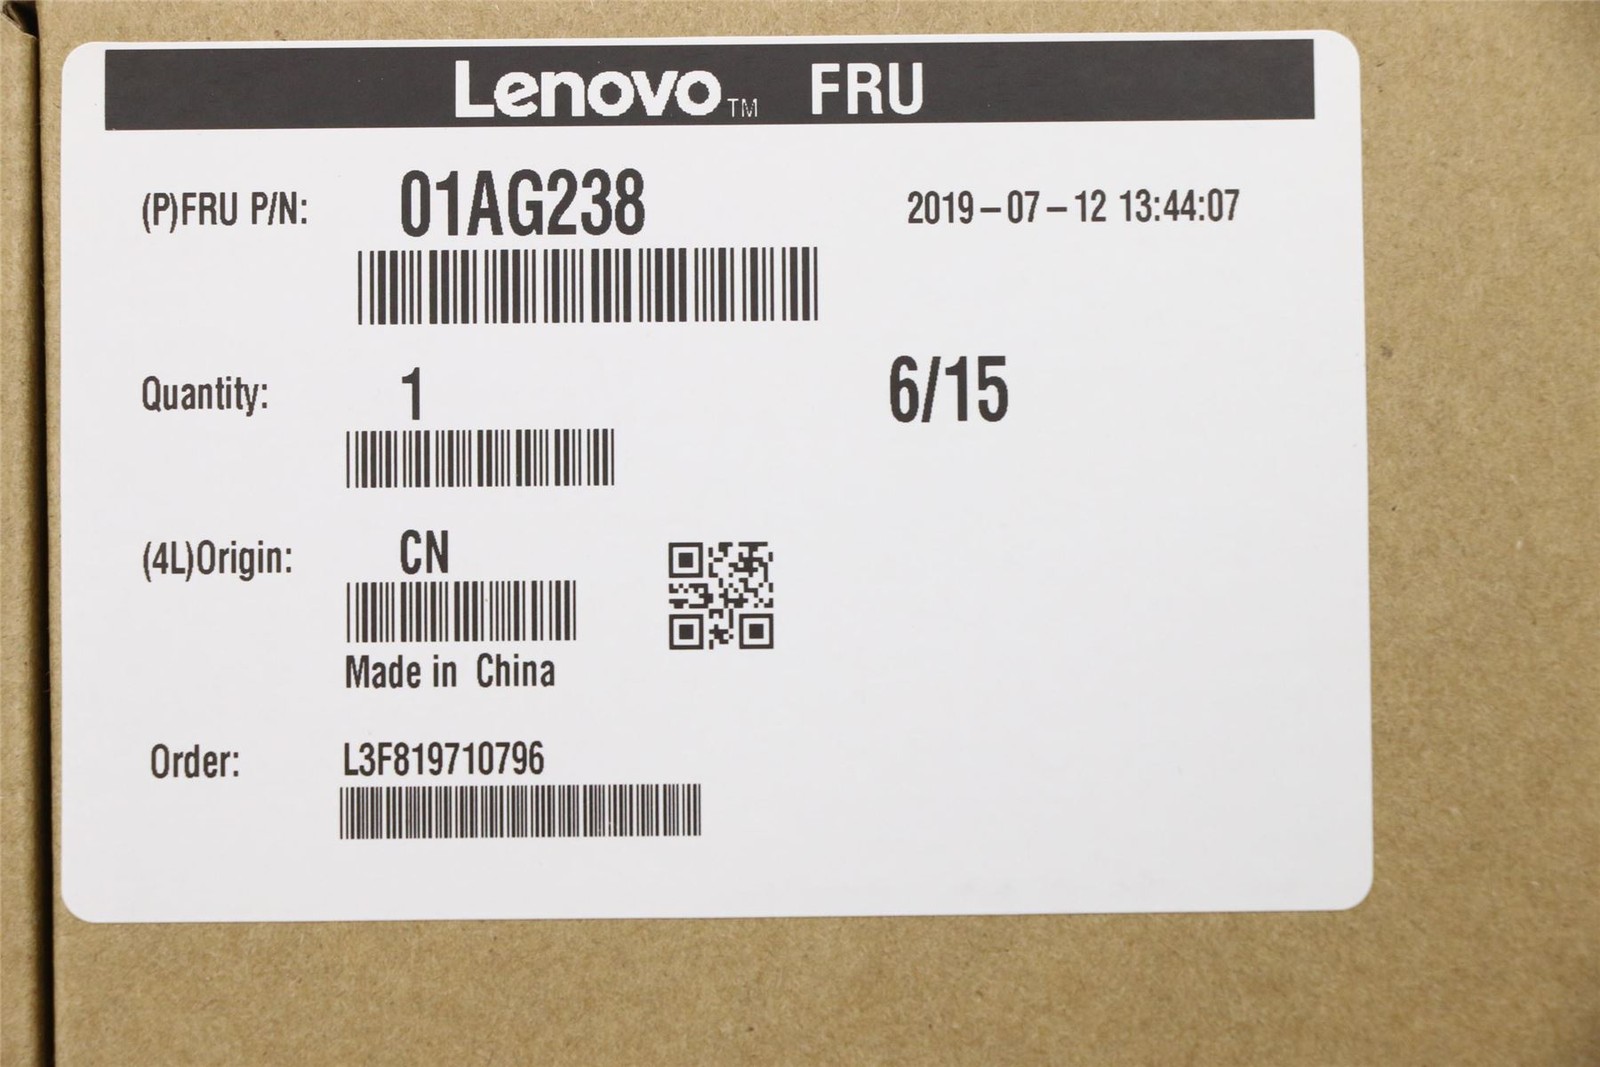 Lenovo™ FRU
(P)FRU P/N: 01AG238 2019-07-12 13:44:07
Quantity: 1 6/15
(4L)Origin: CN
Made in China
Order: L3F819710796